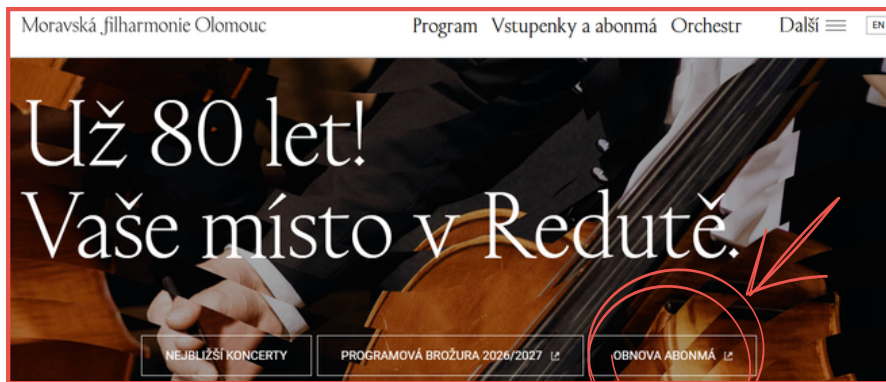 Moravská filharmonie Olomouc Program Vstupenky a abonmá Orchestr Další EN
Už 80 let!
Vaše místo v Redutě.
NEJBLIŽŠÍ KONCERTY PROGRAMOVÁ BROŽURA 2026/2027 OBNOVA ABONMÁ